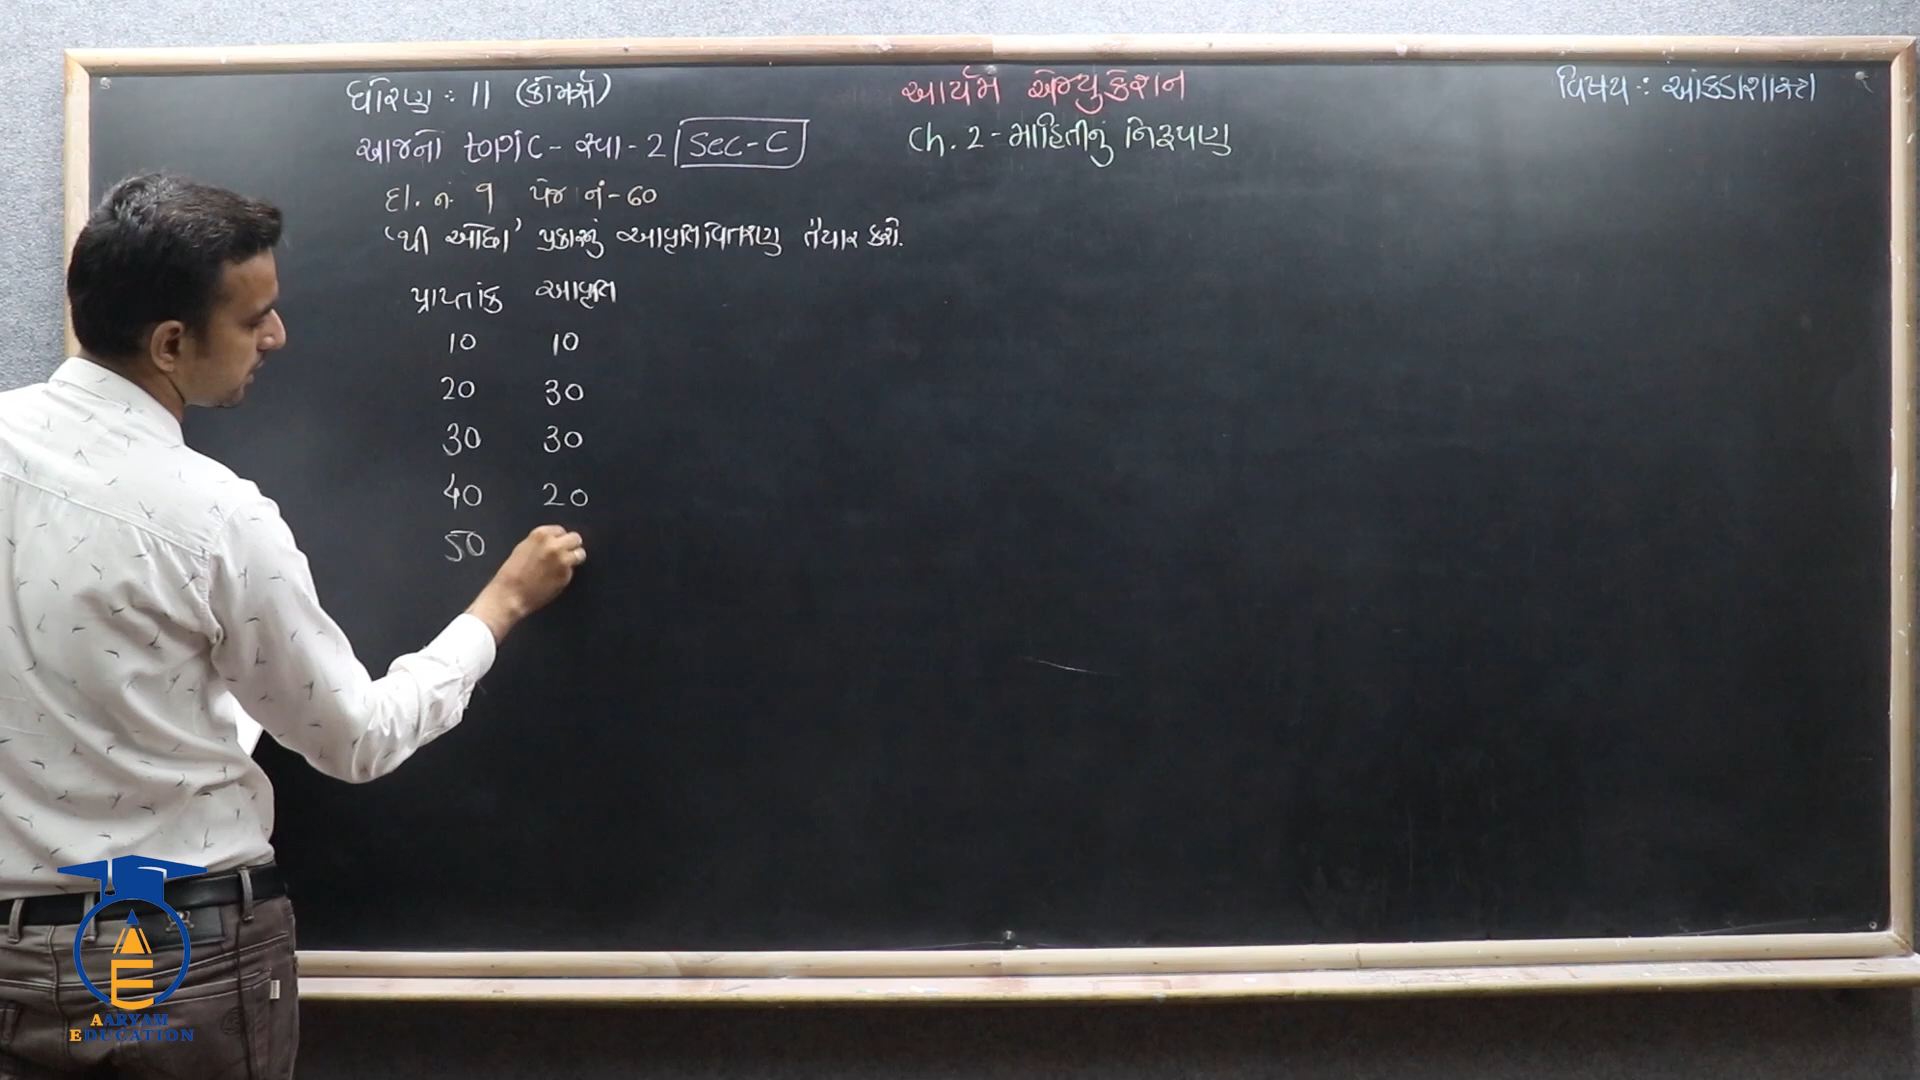 ધોરણ : 11 (કોમર્સ)
આર્યમ એજ્યુકેશન
વિષય : આંકડાશાસ્ત્ર
આજનો topic - સ્વા - 2 Sec-C
Ch. 2 - માહિતીનું નિરૂપણ
દા. નં. 9 પેજ નં - 60
'થી ઓછા' પ્રકારનું આવૃત્તિ વિતરણ તૈયાર કરો.
પ્રાપ્તાંક આવૃત્તિ
10 10
20 30
30 30
40 20
50
AARYAM
EDUCATION